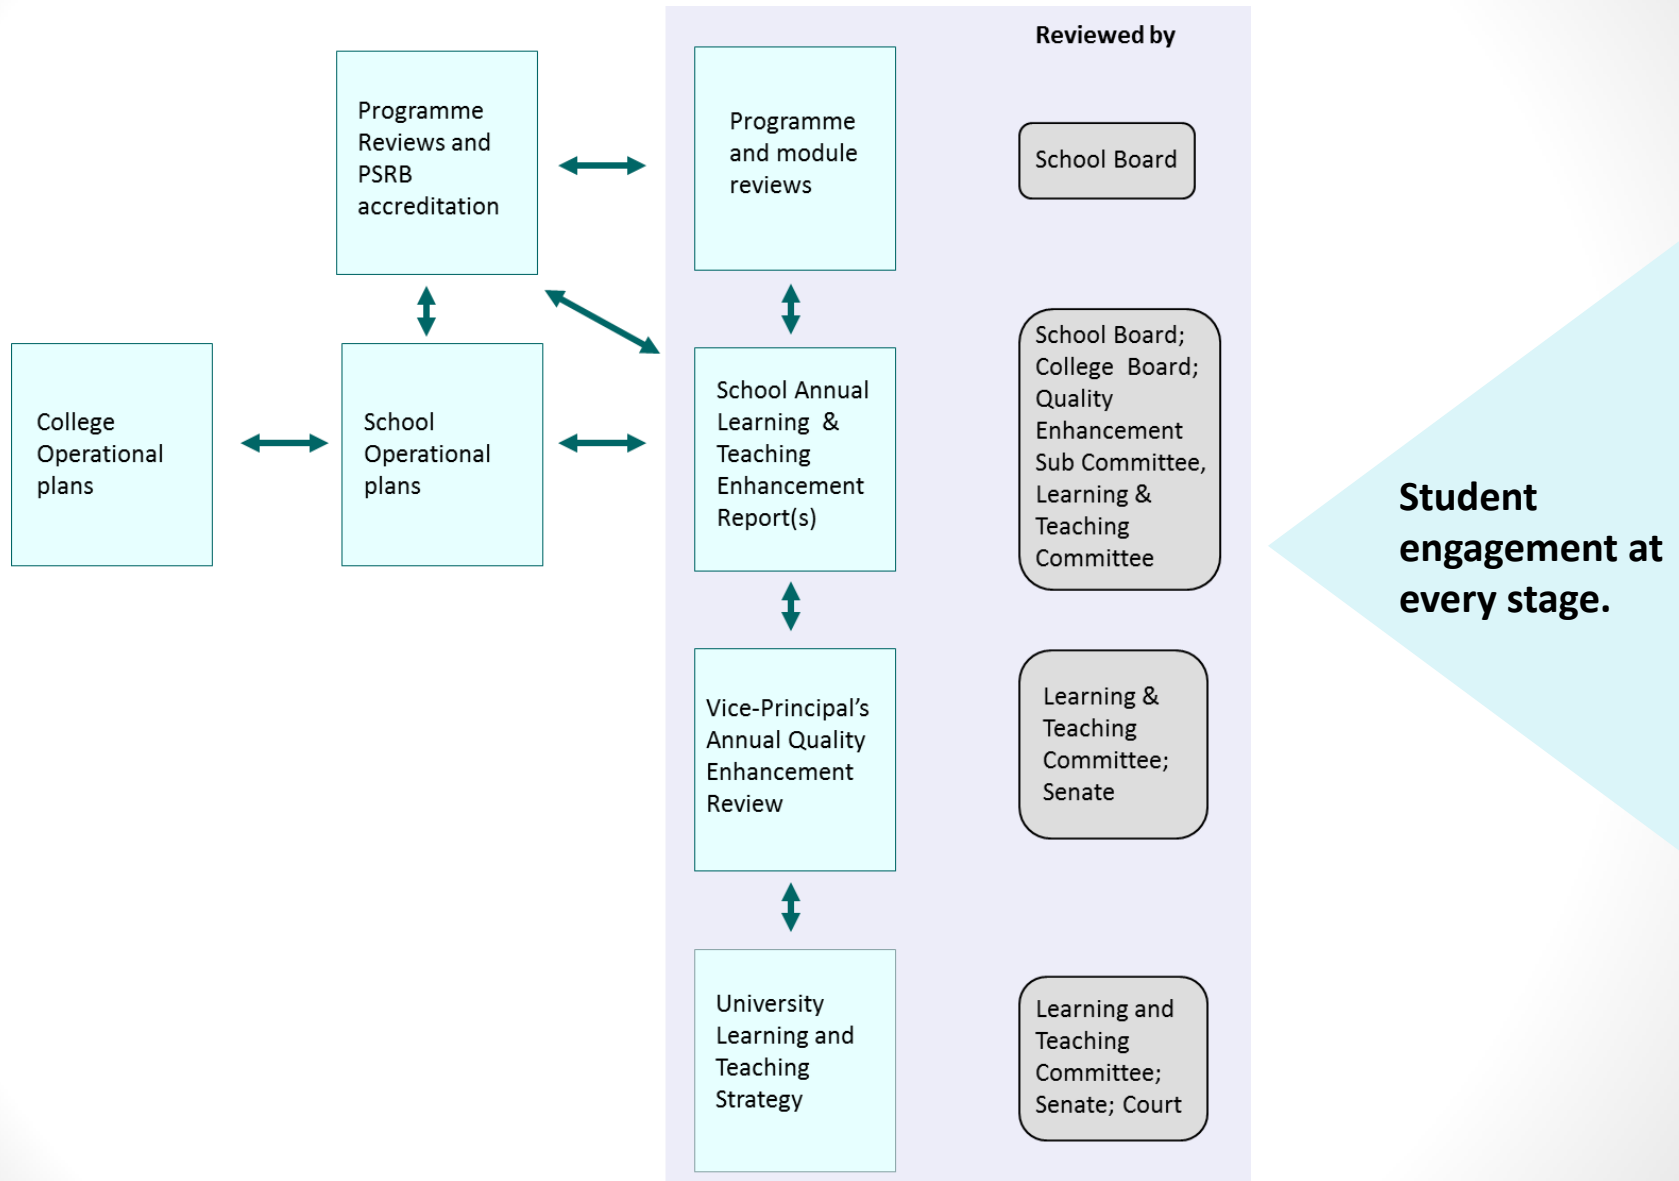 Reviewed by
Programme
Reviews and
PSRB
accreditation
Programme
and module
reviews
School Board
College
Operational
plans
School
Operational
plans
School Annual
Learning &
Teaching
Enhancement
Report(s)
School Board;
College Board;
Quality
Enhancement
Sub Committee,
Learning &
Teaching
Committee
Student
engagement at
every stage.
Vice-Principal’s
Annual Quality
Enhancement
Review
Learning &
Teaching
Committee;
Senate
University
Learning and
Teaching
Strategy
Learning and
Teaching
Committee;
Senate; Court